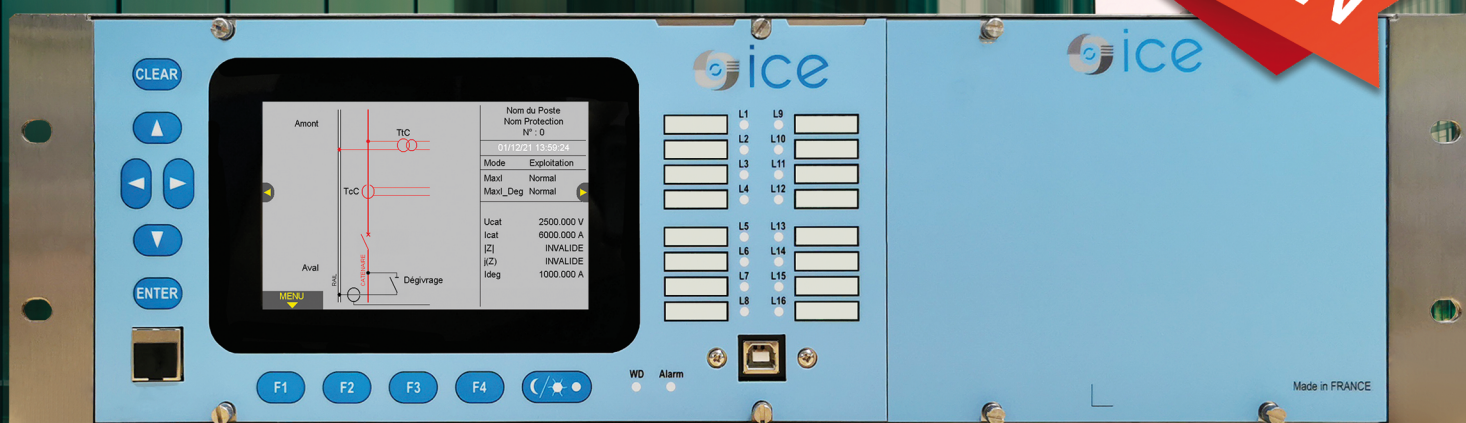 CLEAR
ENTER
Amont
TtC
TcC
Aval
RAIL
CATENAIRE
Dégivrage
MENU
Nom du Poste
Nom Protection
N° : 0
01/12/21 13:59:24
Mode Exploitation
MaxI Normal
MaxI_Deg Normal
Ucat 2500.000 V
Icat 6000.000 A
|Z| INVALIDE
j(Z) INVALIDE
Ideg 1000.000 A
F1 F2 F3 F4
ice
L1 L9
L2 L10
L3 L11
L4 L12
L5 L13
L6 L14
L7 L15
L8 L16
WD Alarm
ice
Made in FRANCE